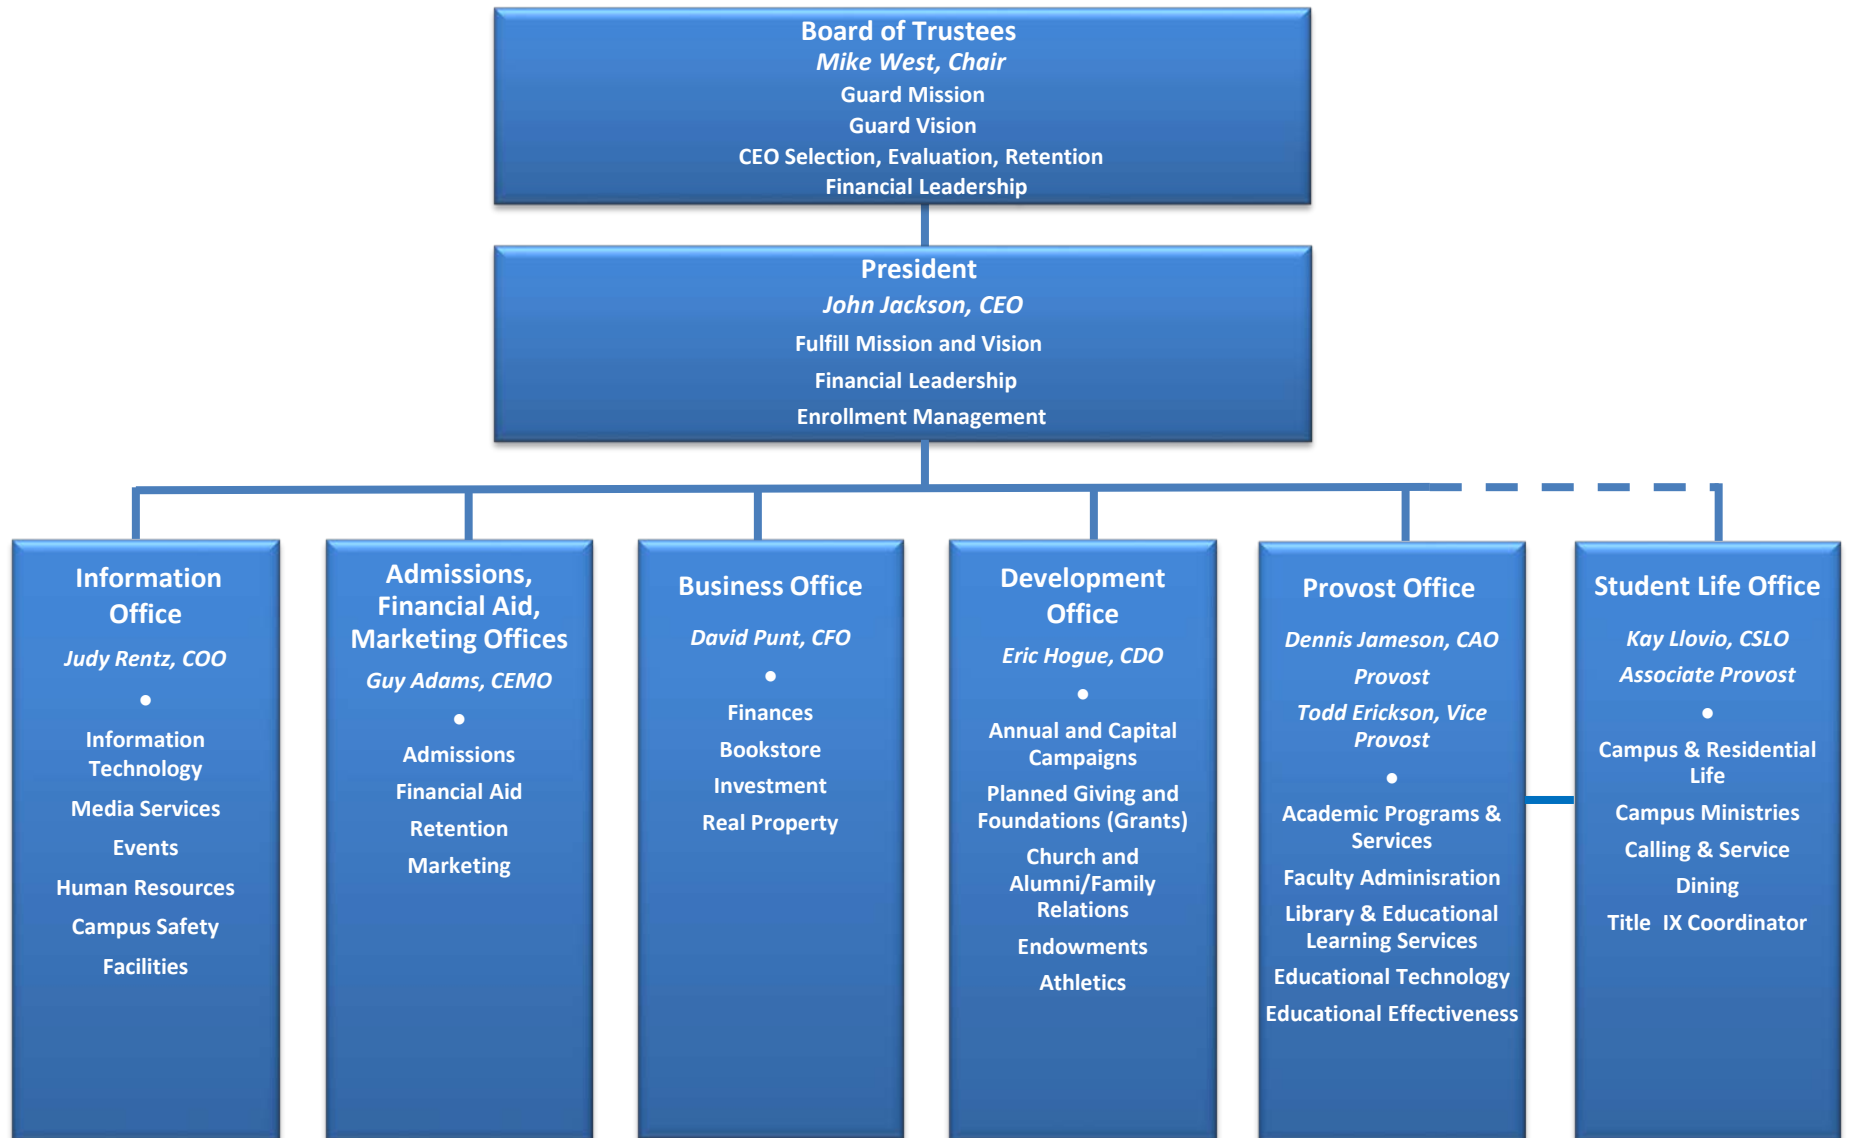 Board of Trustees
Mike West, Chair
Guard Mission
Guard Vision
CEO Selection, Evaluation, Retention
Financial Leadership
President
John Jackson, CEO
Fulfill Mission and Vision
Financial Leadership
Enrollment Management
Information
Office
Judy Rentz, COO
•
Information
Technology
Media Services
Events
Human Resources
Campus Safety
Facilities
Admissions,
Financial Aid,
Marketing Offices
Guy Adams, CEMO
•
Admissions
Financial Aid
Retention
Marketing
Business Office
David Punt, CFO
•
Finances
Bookstore
Investment
Real Property
Development
Office
Eric Hogue, CDO
•
Annual and Capital
Campaigns
Planned Giving and
Foundations (Grants)
Church and
Alumni/Family
Relations
Endowments
Athletics
Provost Office
Dennis Jameson, CAO
Provost
Todd Erickson, Vice
Provost
•
Academic Programs &
Services
Faculty Adminisration
Library & Educational
Learning Services
Educational Technology
Educational Effectiveness
Student Life Office
Kay Llovio, CSLO
Associate Provost
•
Campus & Residential
Life
Campus Ministries
Calling & Service
Dining
Title  IX Coordinator